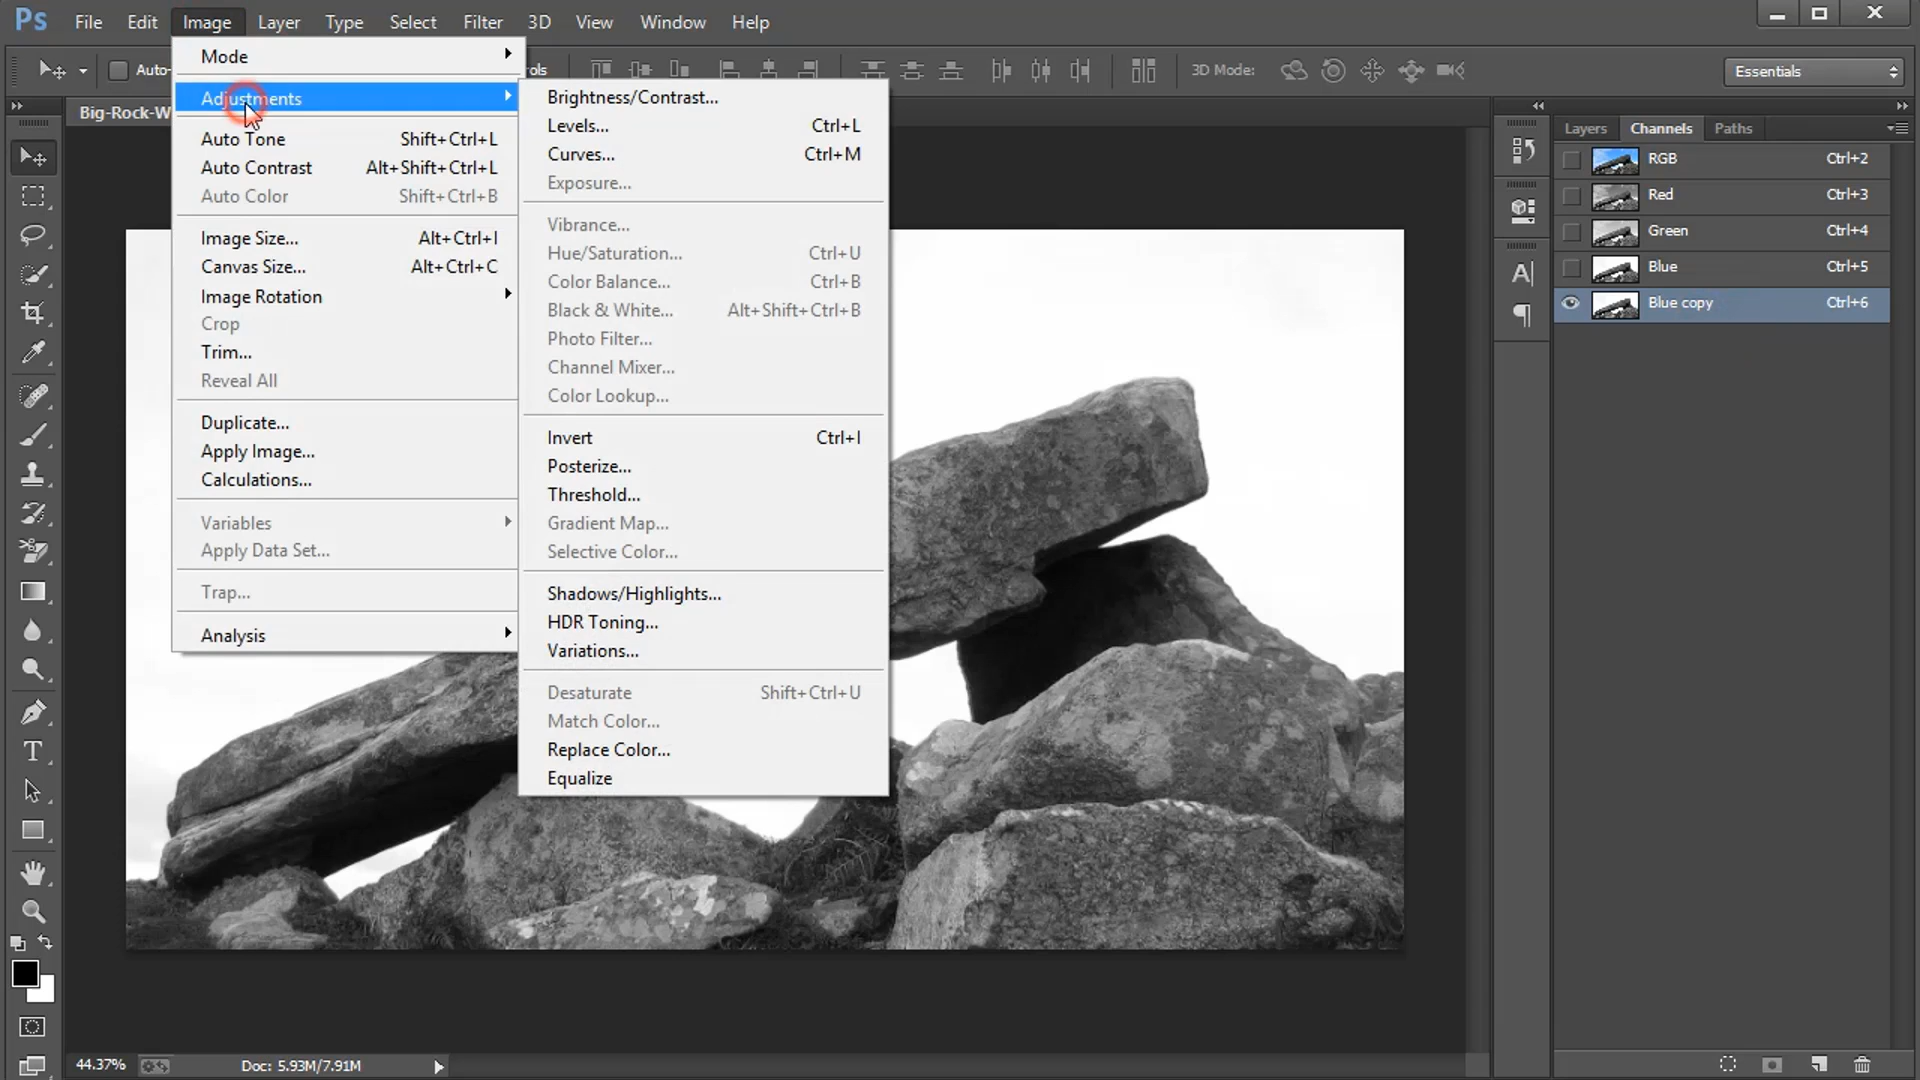 Ps File Edit Image Layer Type Select Filter 3D View Window Help
Auto- ols 3D Mode: Essentials
Big-Rock-W
Mode
Adjustments
Auto Tone Shift+Ctrl+L
Auto Contrast Alt+Shift+Ctrl+L
Auto Color Shift+Ctrl+B
Image Size... Alt+Ctrl+I
Canvas Size... Alt+Ctrl+C
Image Rotation
Crop
Trim...
Reveal All
Duplicate...
Apply Image...
Calculations...
Variables
Apply Data Set...
Trap...
Analysis
Brightness/Contrast...
Levels... Ctrl+L
Curves... Ctrl+M
Exposure...
Vibrance...
Hue/Saturation... Ctrl+U
Color Balance... Ctrl+B
Black & White... Alt+Shift+Ctrl+B
Photo Filter...
Channel Mixer...
Color Lookup...
Invert Ctrl+I
Posterize...
Threshold...
Gradient Map...
Selective Color...
Shadows/Highlights...
HDR Toning...
Variations...
Desaturate Shift+Ctrl+U
Match Color...
Replace Color...
Equalize
Layers Channels Paths
RGB Ctrl+2
Red Ctrl+3
Green Ctrl+4
Blue Ctrl+5
Blue copy Ctrl+6
44.37% Doc: 5.93M/7.91M